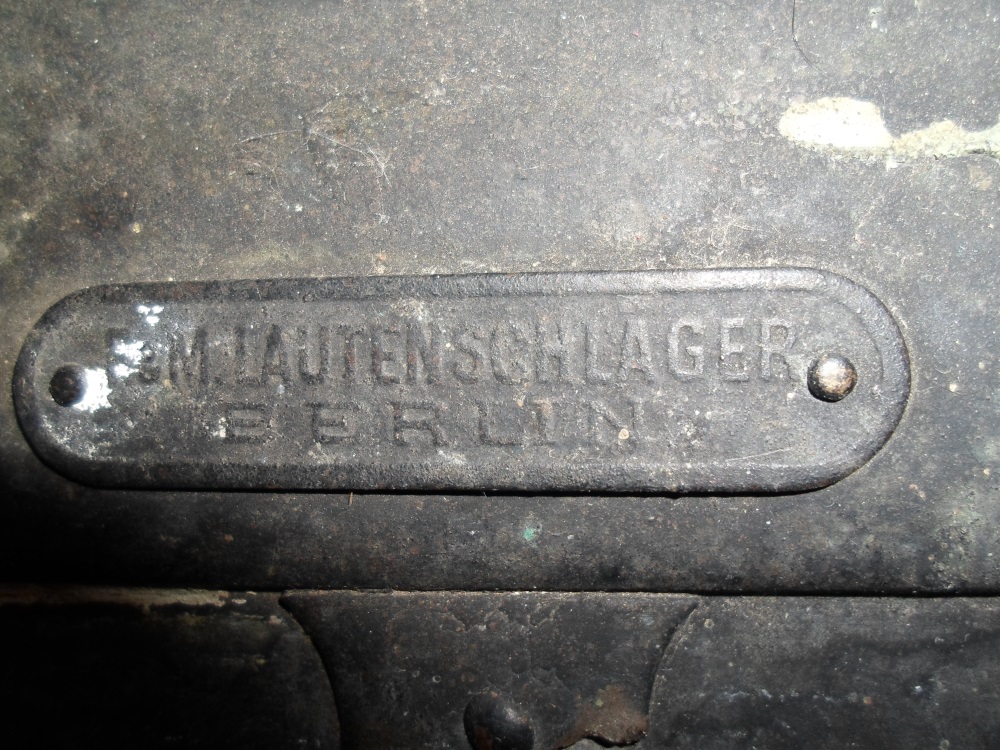 F. & M. LAUTENSCHLÄGER
BERLIN